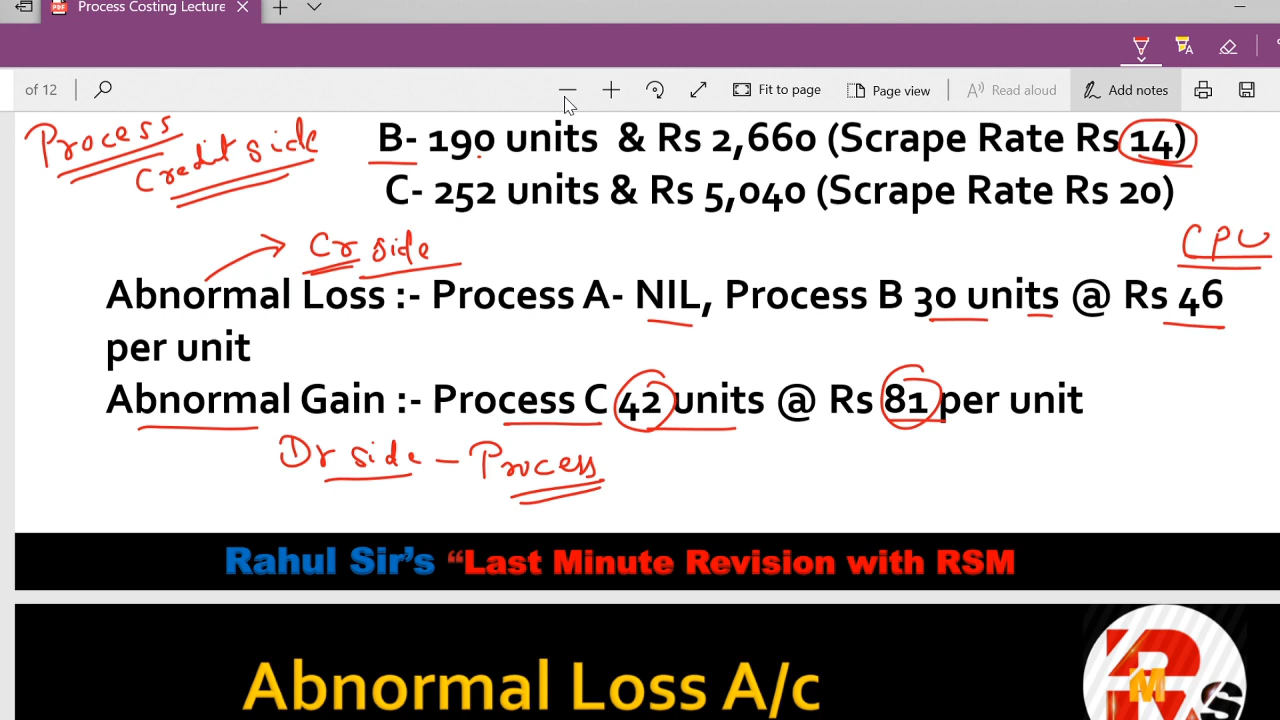 Process Costing Lecture
of 12
Fit to page
Page view
Read aloud
Add notes
Process
Credit side
B- 190 units & Rs 2,660 (Scrape Rate Rs 14)
C- 252 units & Rs 5,040 (Scrape Rate Rs 20)
Cr side
CPU
Abnormal Loss :- Process A- NIL, Process B 30 units @ Rs 46
per unit
Abnormal Gain :- Process C 42 units @ Rs 81 per unit
Dr side – Process
Rahul Sir's “Last Minute Revision with RSM
Abnormal Loss A/c
R
M
s